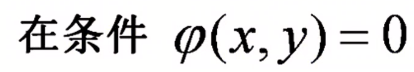 在条件 φ(x, y) = 0